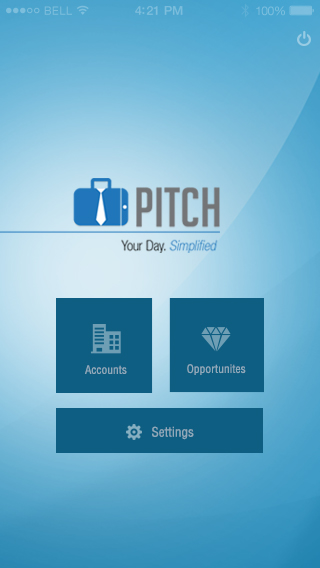 BELL 4:21 PM 100%
PITCH
Your Day. Simplified
Accounts Opportunites
Settings